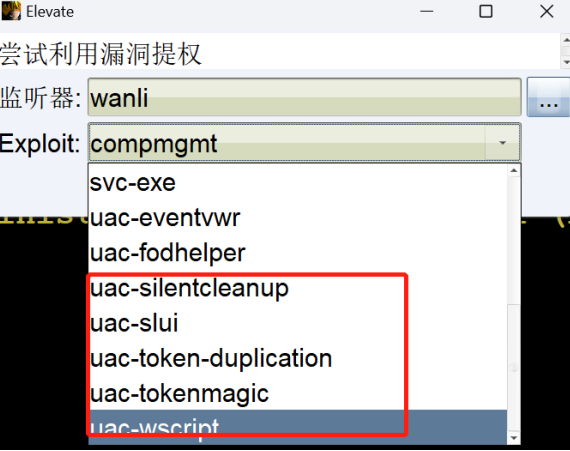 Elevate
尝试利用漏洞提权
监听器: wanli ...
Exploit: compmgmt
svc-exe
uac-eventvwr
uac-fodhelper
uac-silentcleanup
uac-slui
uac-token-duplication
uac-tokenmagic
uac-wscript